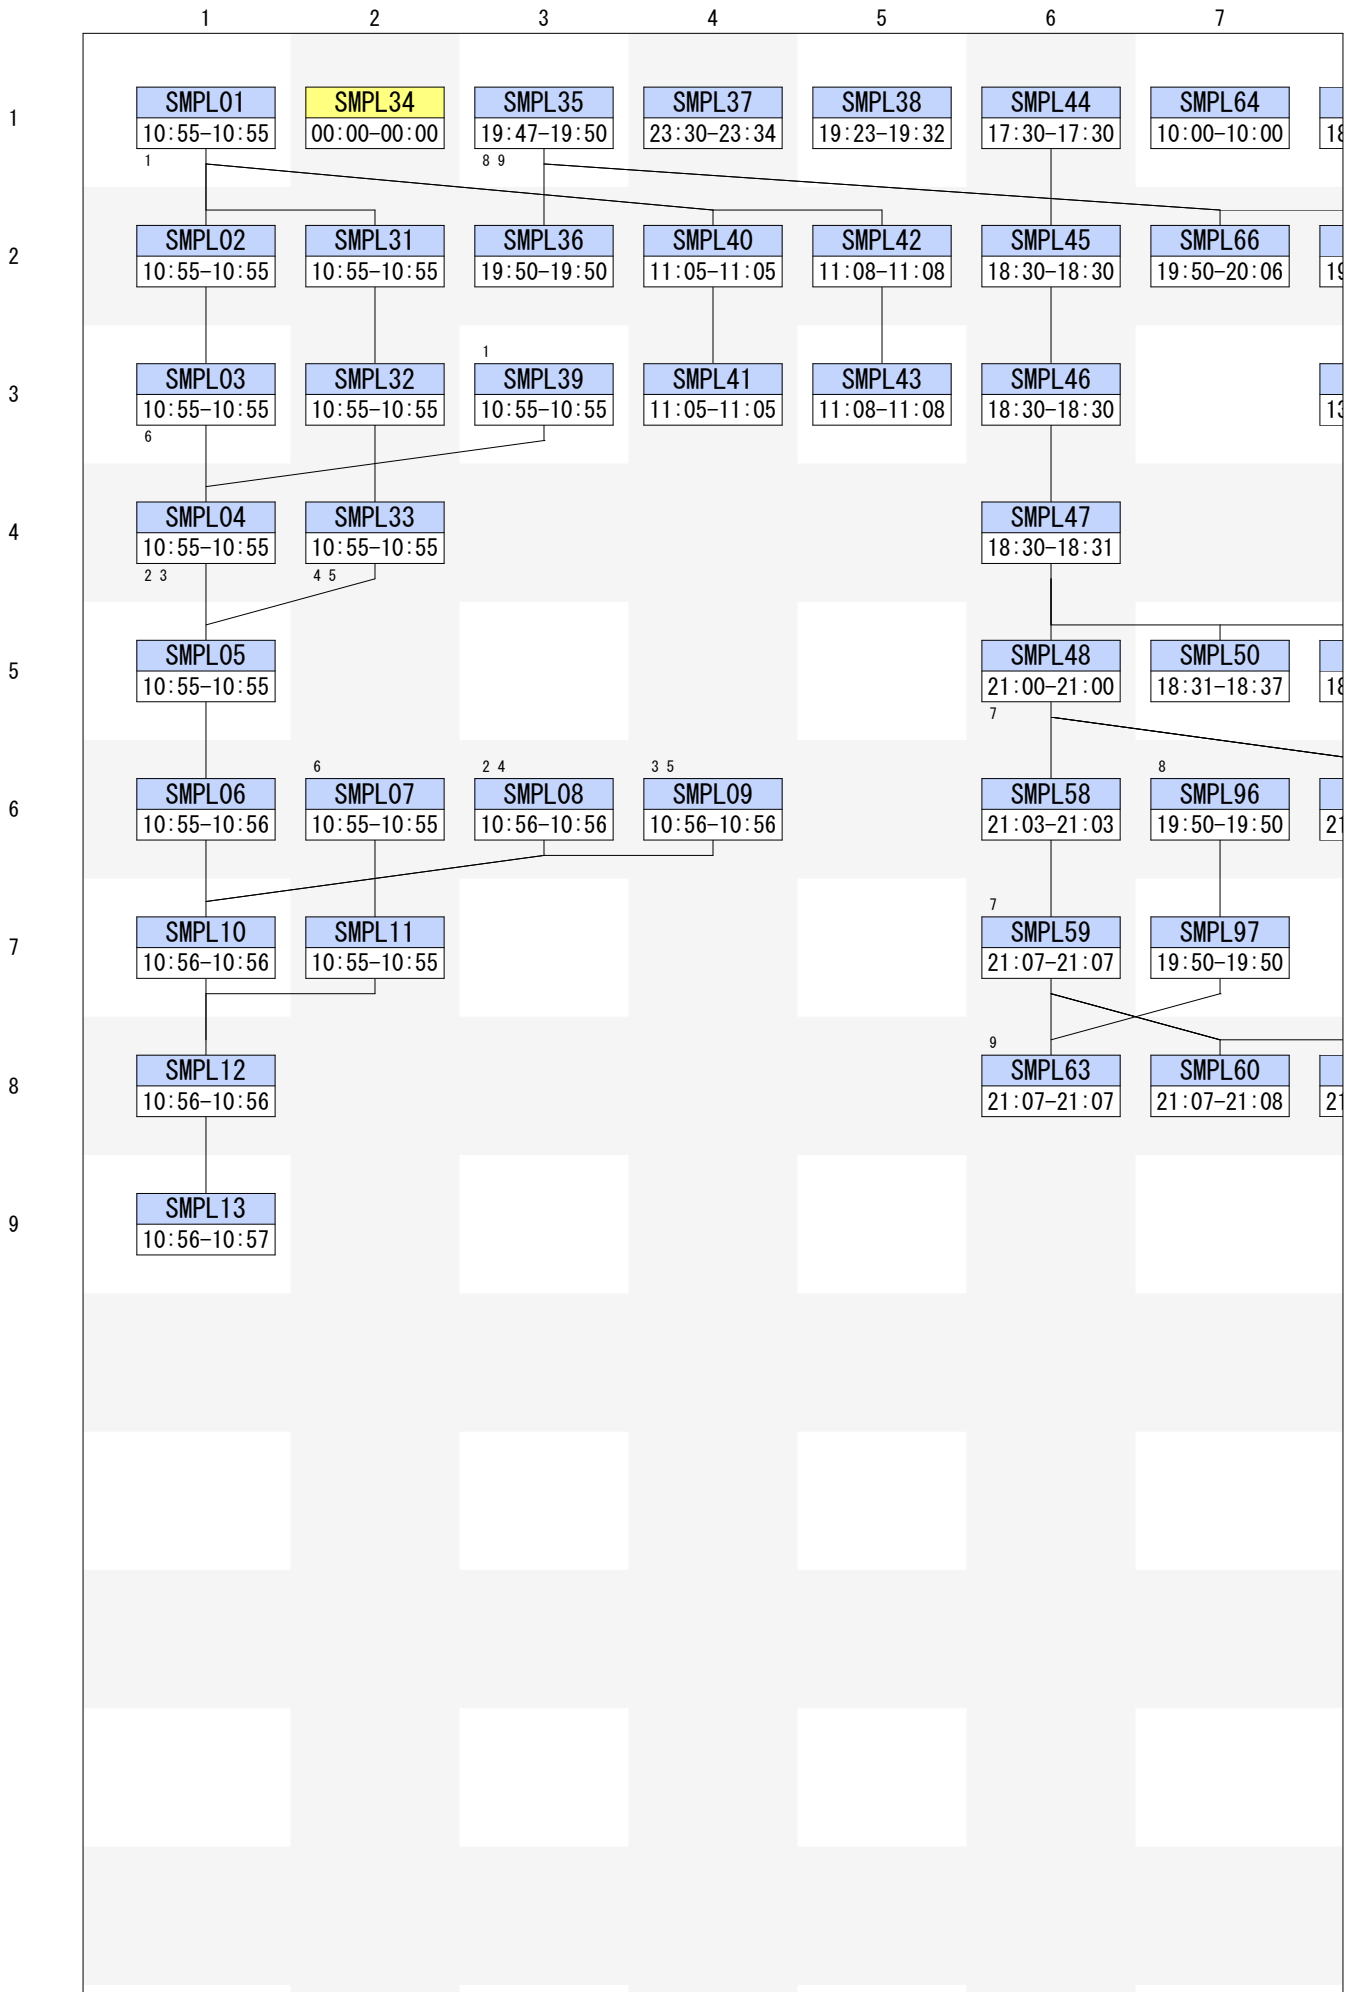 1 2 3 4 5 6 7
1
SMPL01 SMPL34 SMPL35 SMPL37 SMPL38 SMPL44 SMPL64
10:55-10:55 00:00-00:00 19:47-19:50 23:30-23:34 19:23-19:32 17:30-17:30 10:00-10:00 18
1 8 9
2
SMPL02 SMPL31 SMPL36 SMPL40 SMPL42 SMPL45 SMPL66
10:55-10:55 10:55-10:55 19:50-19:50 11:05-11:05 11:08-11:08 18:30-18:30 19:50-20:06 19
1
3
SMPL03 SMPL32 SMPL39 SMPL41 SMPL43 SMPL46
10:55-10:55 10:55-10:55 10:55-10:55 11:05-11:05 11:08-11:08 18:30-18:30 13
6
4
SMPL04 SMPL33 SMPL47
10:55-10:55 10:55-10:55 18:30-18:31
2 3 4 5
5
SMPL05 SMPL48 SMPL50
10:55-10:55 21:00-21:00 18:31-18:37 18
7
6 2 4 3 5 8
6
SMPL06 SMPL07 SMPL08 SMPL09 SMPL58 SMPL96
10:55-10:56 10:55-10:55 10:56-10:56 10:56-10:56 21:03-21:03 19:50-19:50 21
7
7
SMPL10 SMPL11 SMPL59 SMPL97
10:56-10:56 10:55-10:55 21:07-21:07 19:50-19:50
9
8
SMPL12 SMPL63 SMPL60
10:56-10:56 21:07-21:07 21:07-21:08 21
9
SMPL13
10:56-10:57